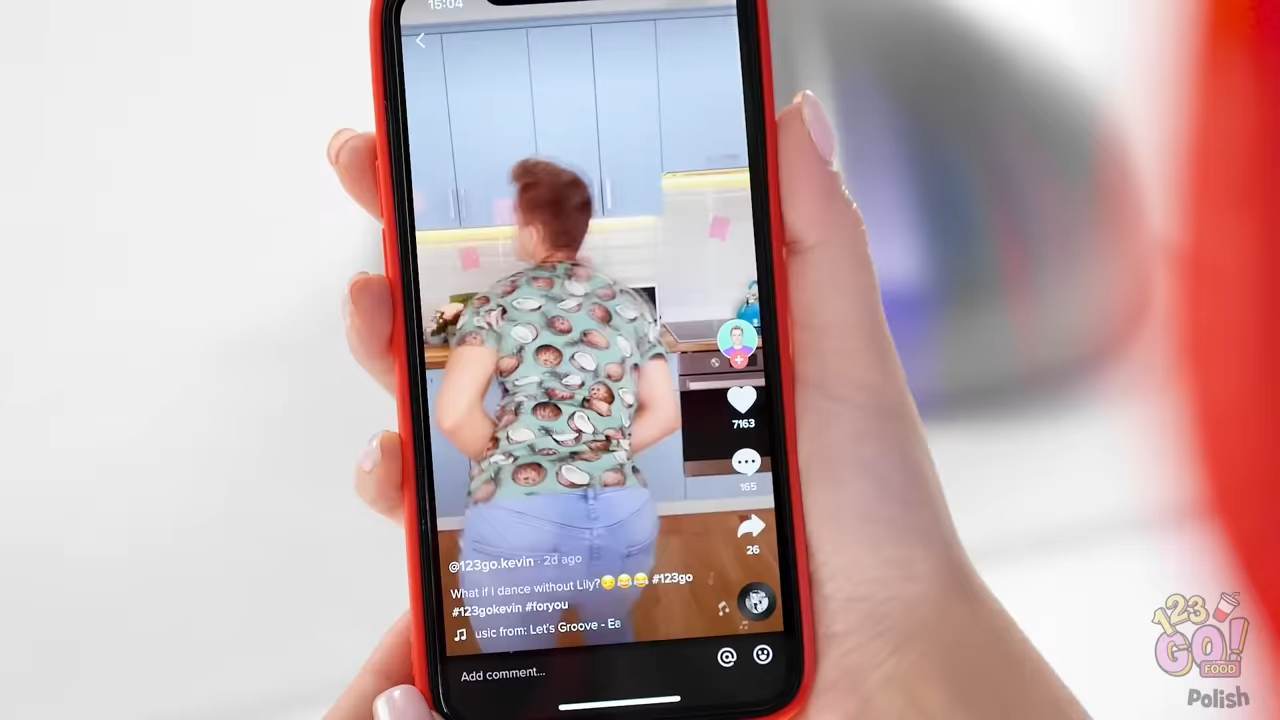 15:04
7163
165
26
@123go.kevin · 2d ago
What if I dance without Lily?😏😂😂 #123go
#123gokevin #foryou
usic from: Let's Groove - Ea
Add comment...
123
GO!
FOOD
Polish